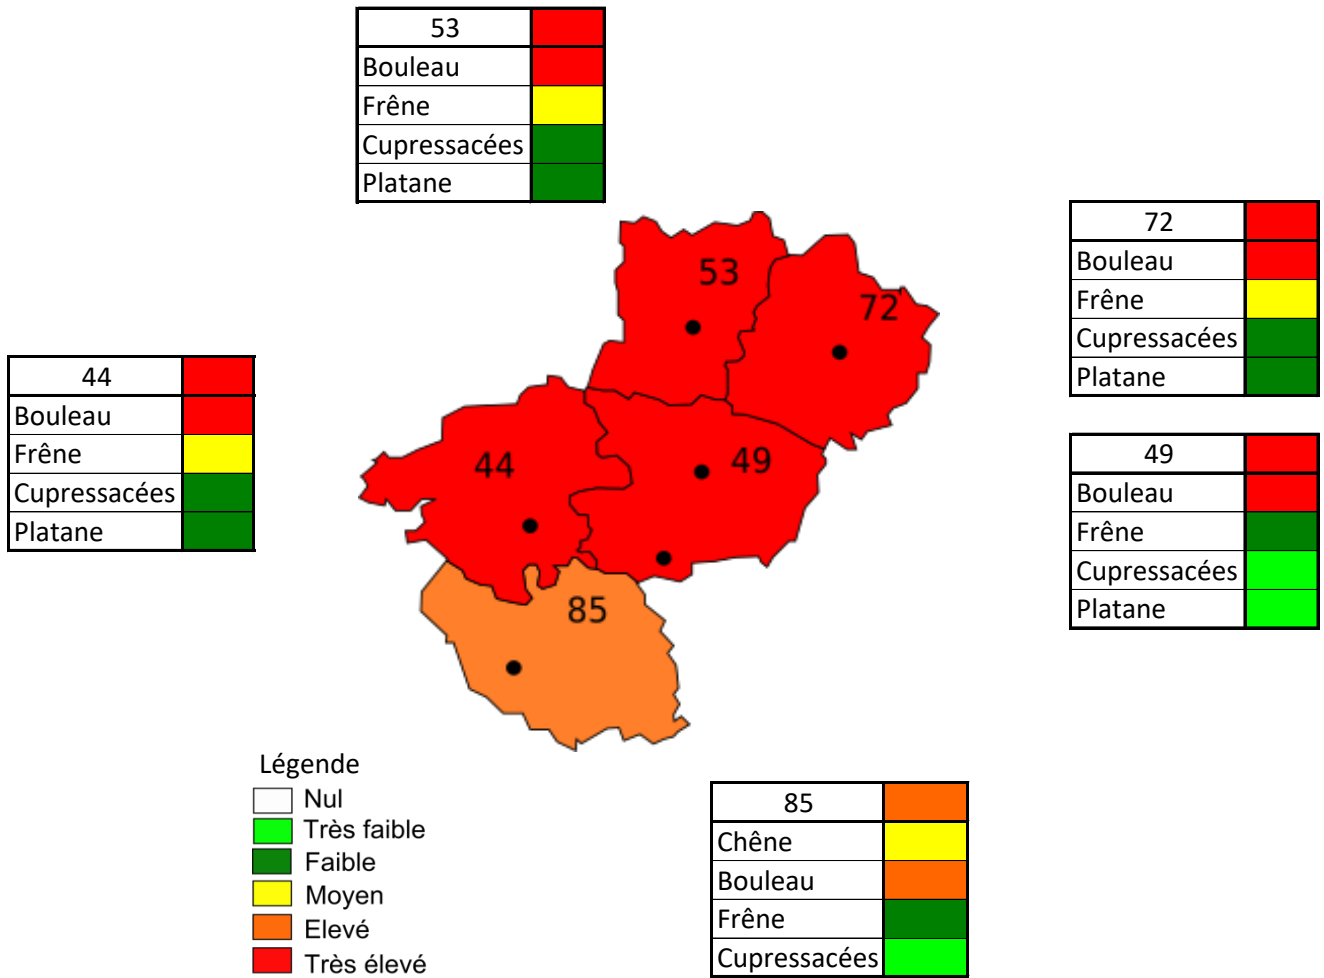 53
Bouleau
Frêne
Cupressacées
Platane
72
Bouleau
Frêne
Cupressacées
Platane
53
72
44
Bouleau
Frêne
Cupressacées
Platane
44
49
85
49
Bouleau
Frêne
Cupressacées
Platane
Légende
Nul
Très faible
Faible
Moyen
Elevé
Très élevé
85
Chêne
Bouleau
Frêne
Cupressacées